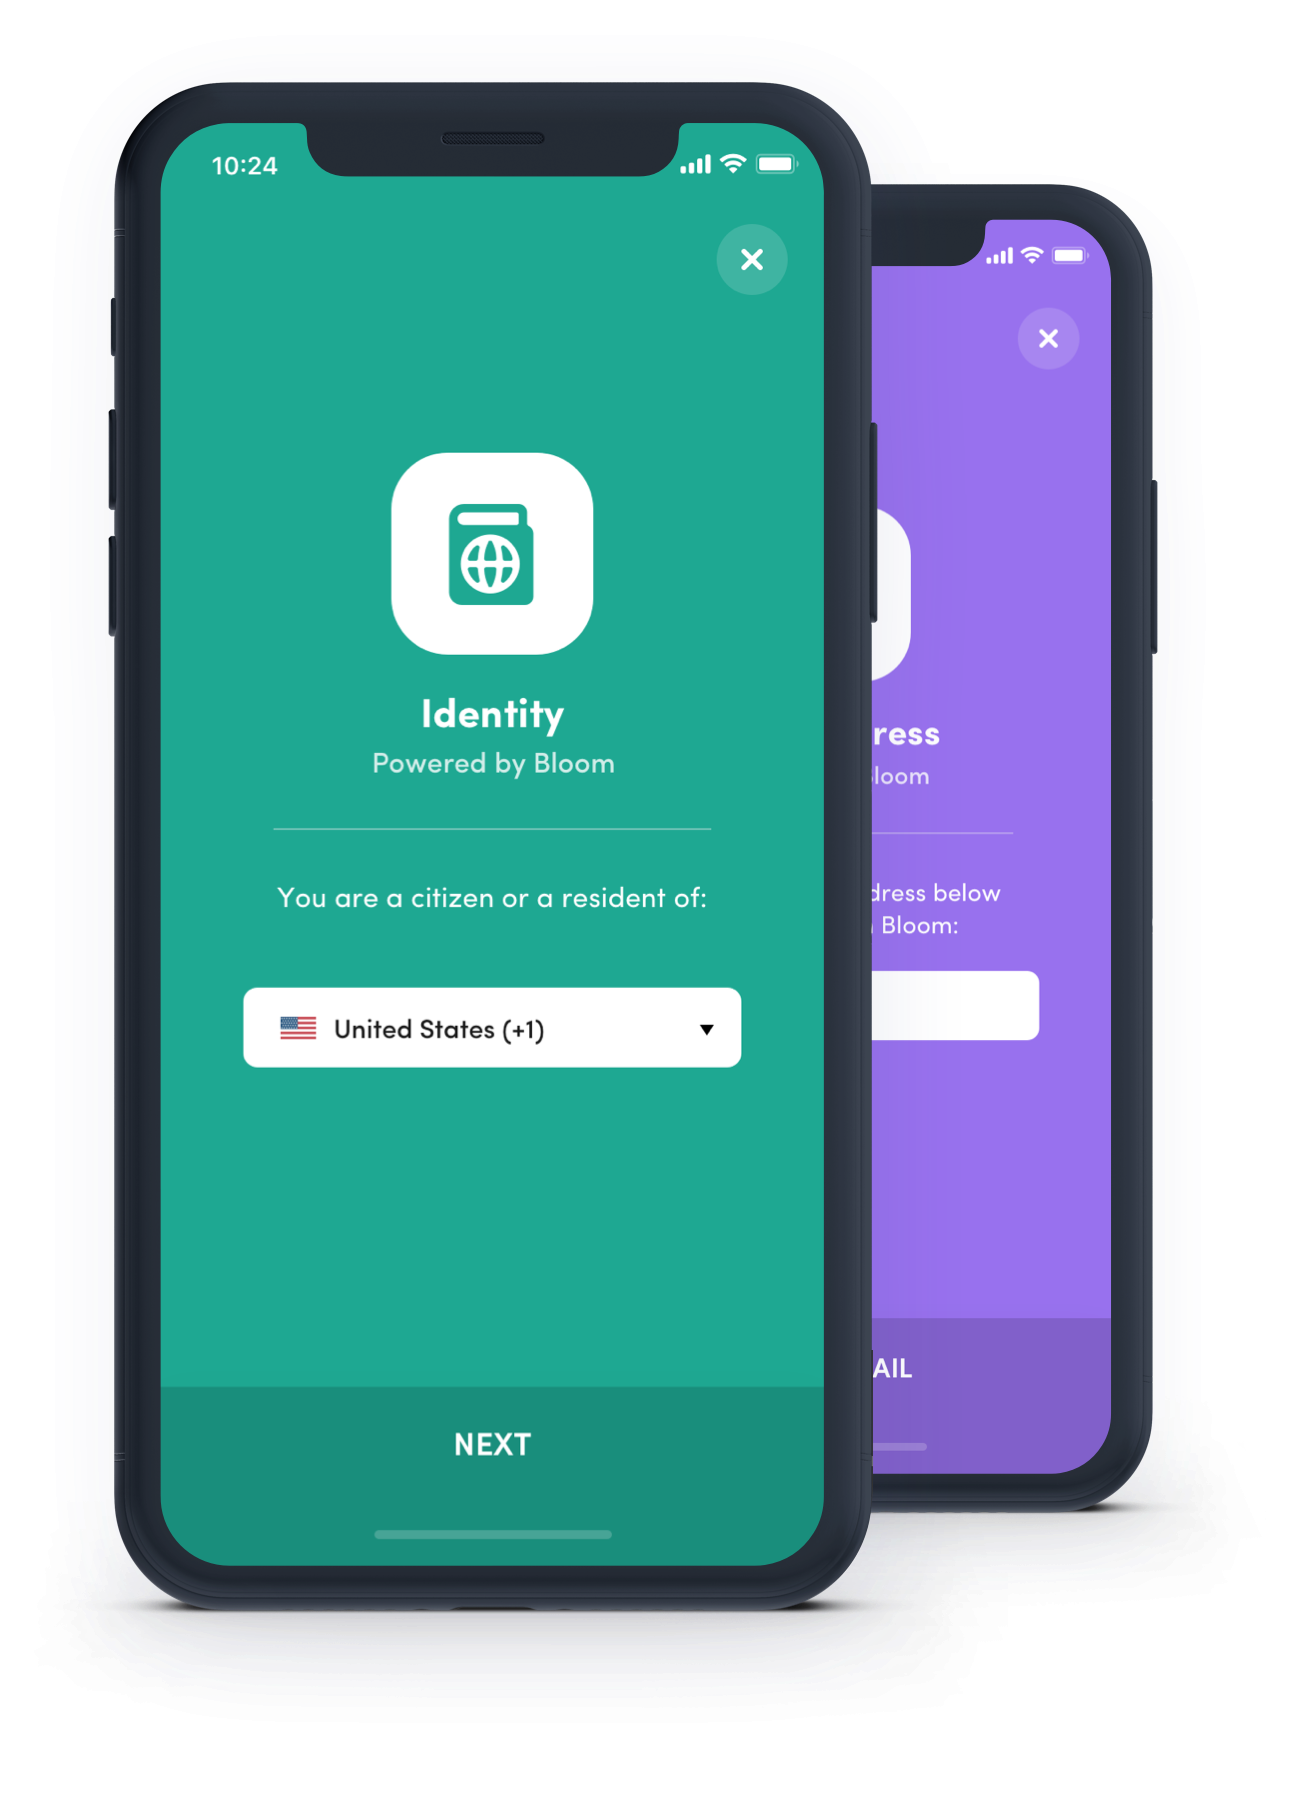 10:24
Identity
Powered by Bloom
You are a citizen or a resident of:
United States (+1)
NEXT
ress
loom
dress below
Bloom:
AIL